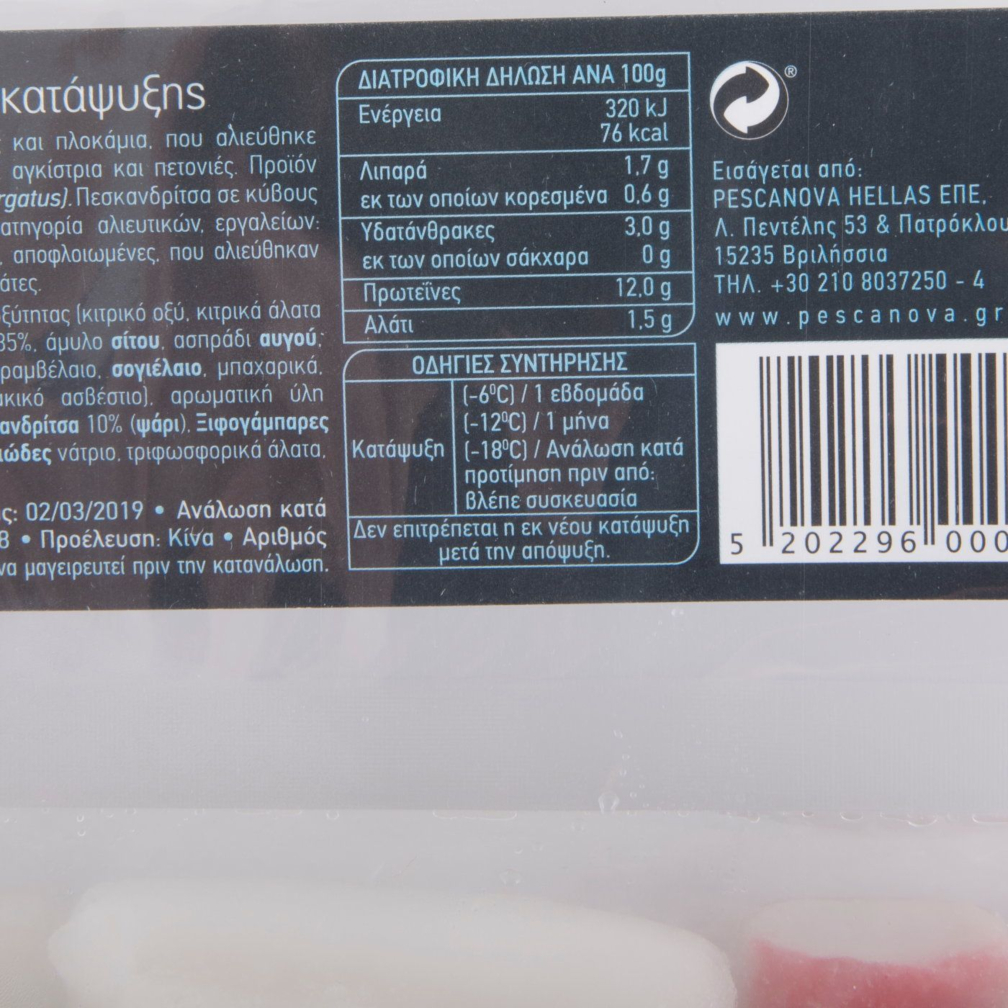 κατάψυξης
και πλοκάμια, που αλιεύθηκε
αγκίστρια και πετονιές. Προϊόν
rgatus). Πεσκανδρίτσα σε κύβους
ατηγορία αλιευτικών, εργαλείων:
, αποφλοιωμένες, που αλιεύθηκαν
άτες.
ξύτητας (κιτρικό οξύ, κιτρικά άλατα
35%, άμυλο σίτου, ασπράδι αυγού,
ραμβέλαιο, σογιέλαιο, μπαχαρικά,
ακικό ασβέστιο), αρωματική ύλη
ανδρίτσα 10% (ψάρι). Ξιφογάμπαρες
ιώδες νάτριο, τριφωσφορικά άλατα,
ς: 02/03/2019 • Ανάλωση κατά
8 • Προέλευση: Κίνα • Αριθμός
να μαγειρευτεί πριν την κατανάλωση.
ΔΙΑΤΡΟΦΙΚΗ ΔΗΛΩΣΗ ΑΝΑ 100g
Ενέργεια 320 kJ
76 kcal
Λιπαρά 1,7 g
εκ των οποίων κορεσμένα 0,6 g
Υδατάνθρακες 3,0 g
εκ των οποίων σάκχαρα 0 g
Πρωτεΐνες 12,0 g
Αλάτι 1,5 g
ΟΔΗΓΙΕΣ ΣΥΝΤΗΡΗΣΗΣ
Κατάψυξη
(-6ºC) / 1 εβδομάδα
(-12ºC) / 1 μήνα
(-18ºC) / Ανάλωση κατά
προτίμηση πριν από:
βλέπε συσκευασία
Δεν επιτρέπεται η εκ νέου κατάψυξη
μετά την απόψυξη.
®
Εισάγεται από:
PESCANOVA HELLAS ΕΠΕ,
Λ. Πεντέλης 53 & Πατρόκλου
15235 Βριλήσσια
ΤΗΛ. +30 210 8037250 - 4
www.pescanova.gr
5 202296 000